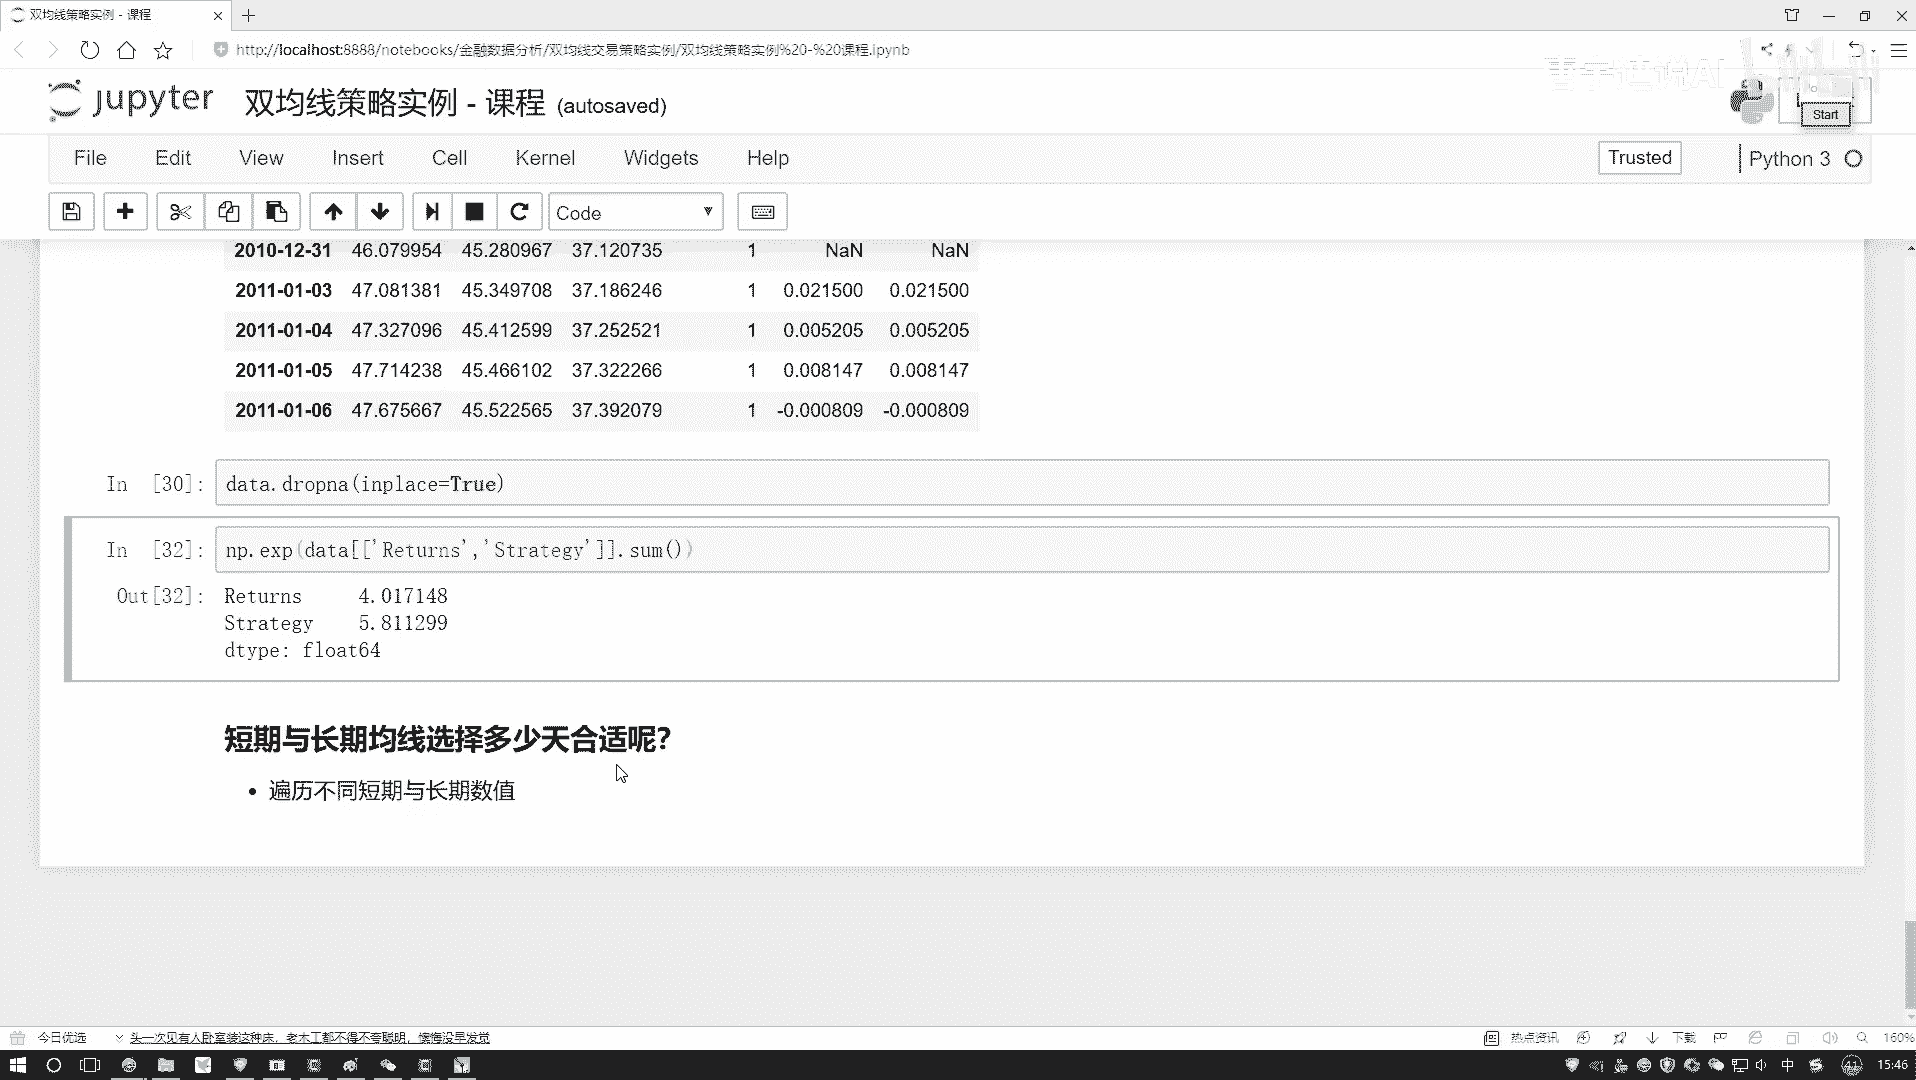 双均线策略实例 - 课程
http://localhost:8888/notebooks/金融数据分析/双均线交易策略实例/双均线策略实例%20-%20课程.ipynb
jupyter 双均线策略实例 - 课程 (autosaved)
Start
File Edit View Insert Cell Kernel Widgets Help
Trusted Python 3
Code
2010-12-31 46.079954 45.280967 37.120735 1 NaN NaN
2011-01-03 47.081381 45.349708 37.186246 1 0.021500 0.021500
2011-01-04 47.327096 45.412599 37.252521 1 0.005205 0.005205
2011-01-05 47.714238 45.466102 37.322266 1 0.008147 0.008147
2011-01-06 47.675667 45.522565 37.392079 1 -0.000809 -0.000809
In [30]: data.dropna(inplace=True)
In [32]: np.exp(data[['Returns','Strategy']].sum())
Out[32]: Returns 4.017148
Strategy 5.811299
dtype: float64
短期与长期均线选择多少天合适呢?
• 遍历不同短期与长期数值
今日优选 头一次见有人卧室装这种床，老木工都不得不夸聪明，懊悔没早发觉
热点资讯 下载 160%
中 41 15:46